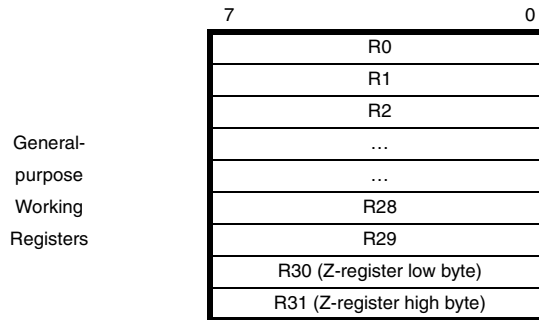 7 0
R0
R1
R2
General- …
purpose …
Working R28
Registers R29
R30 (Z-register low byte)
R31 (Z-register high byte)